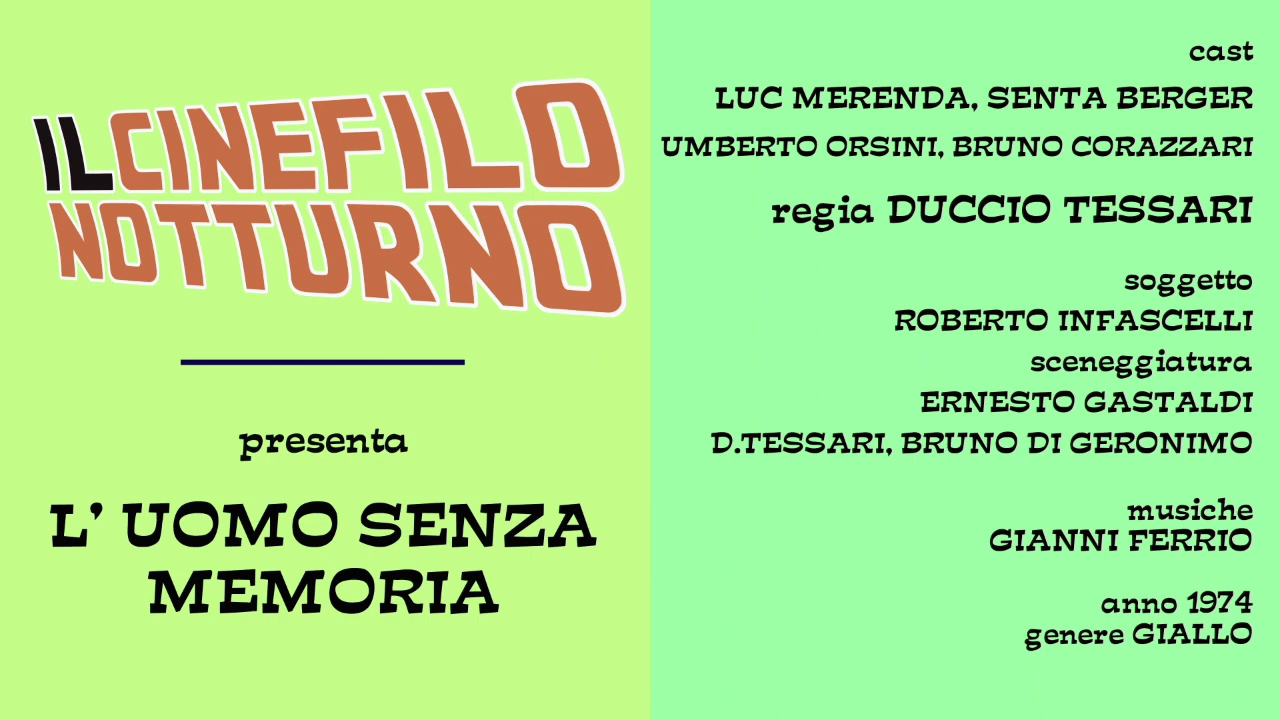 IL CINEFILO
NOTTURNO
presenta
L' UOMO SENZA
MEMORIA
cast
LUC MERENDA, SENTA BERGER
UMBERTO ORSINI, BRUNO CORAZZARI
regia DUCCIO TESSARI
soggetto
ROBERTO INFASCELLI
sceneggiatura
ERNESTO GASTALDI
D.TESSARI, BRUNO DI GERONIMO
musiche
GIANNI FERRIO
anno 1974
genere GIALLO